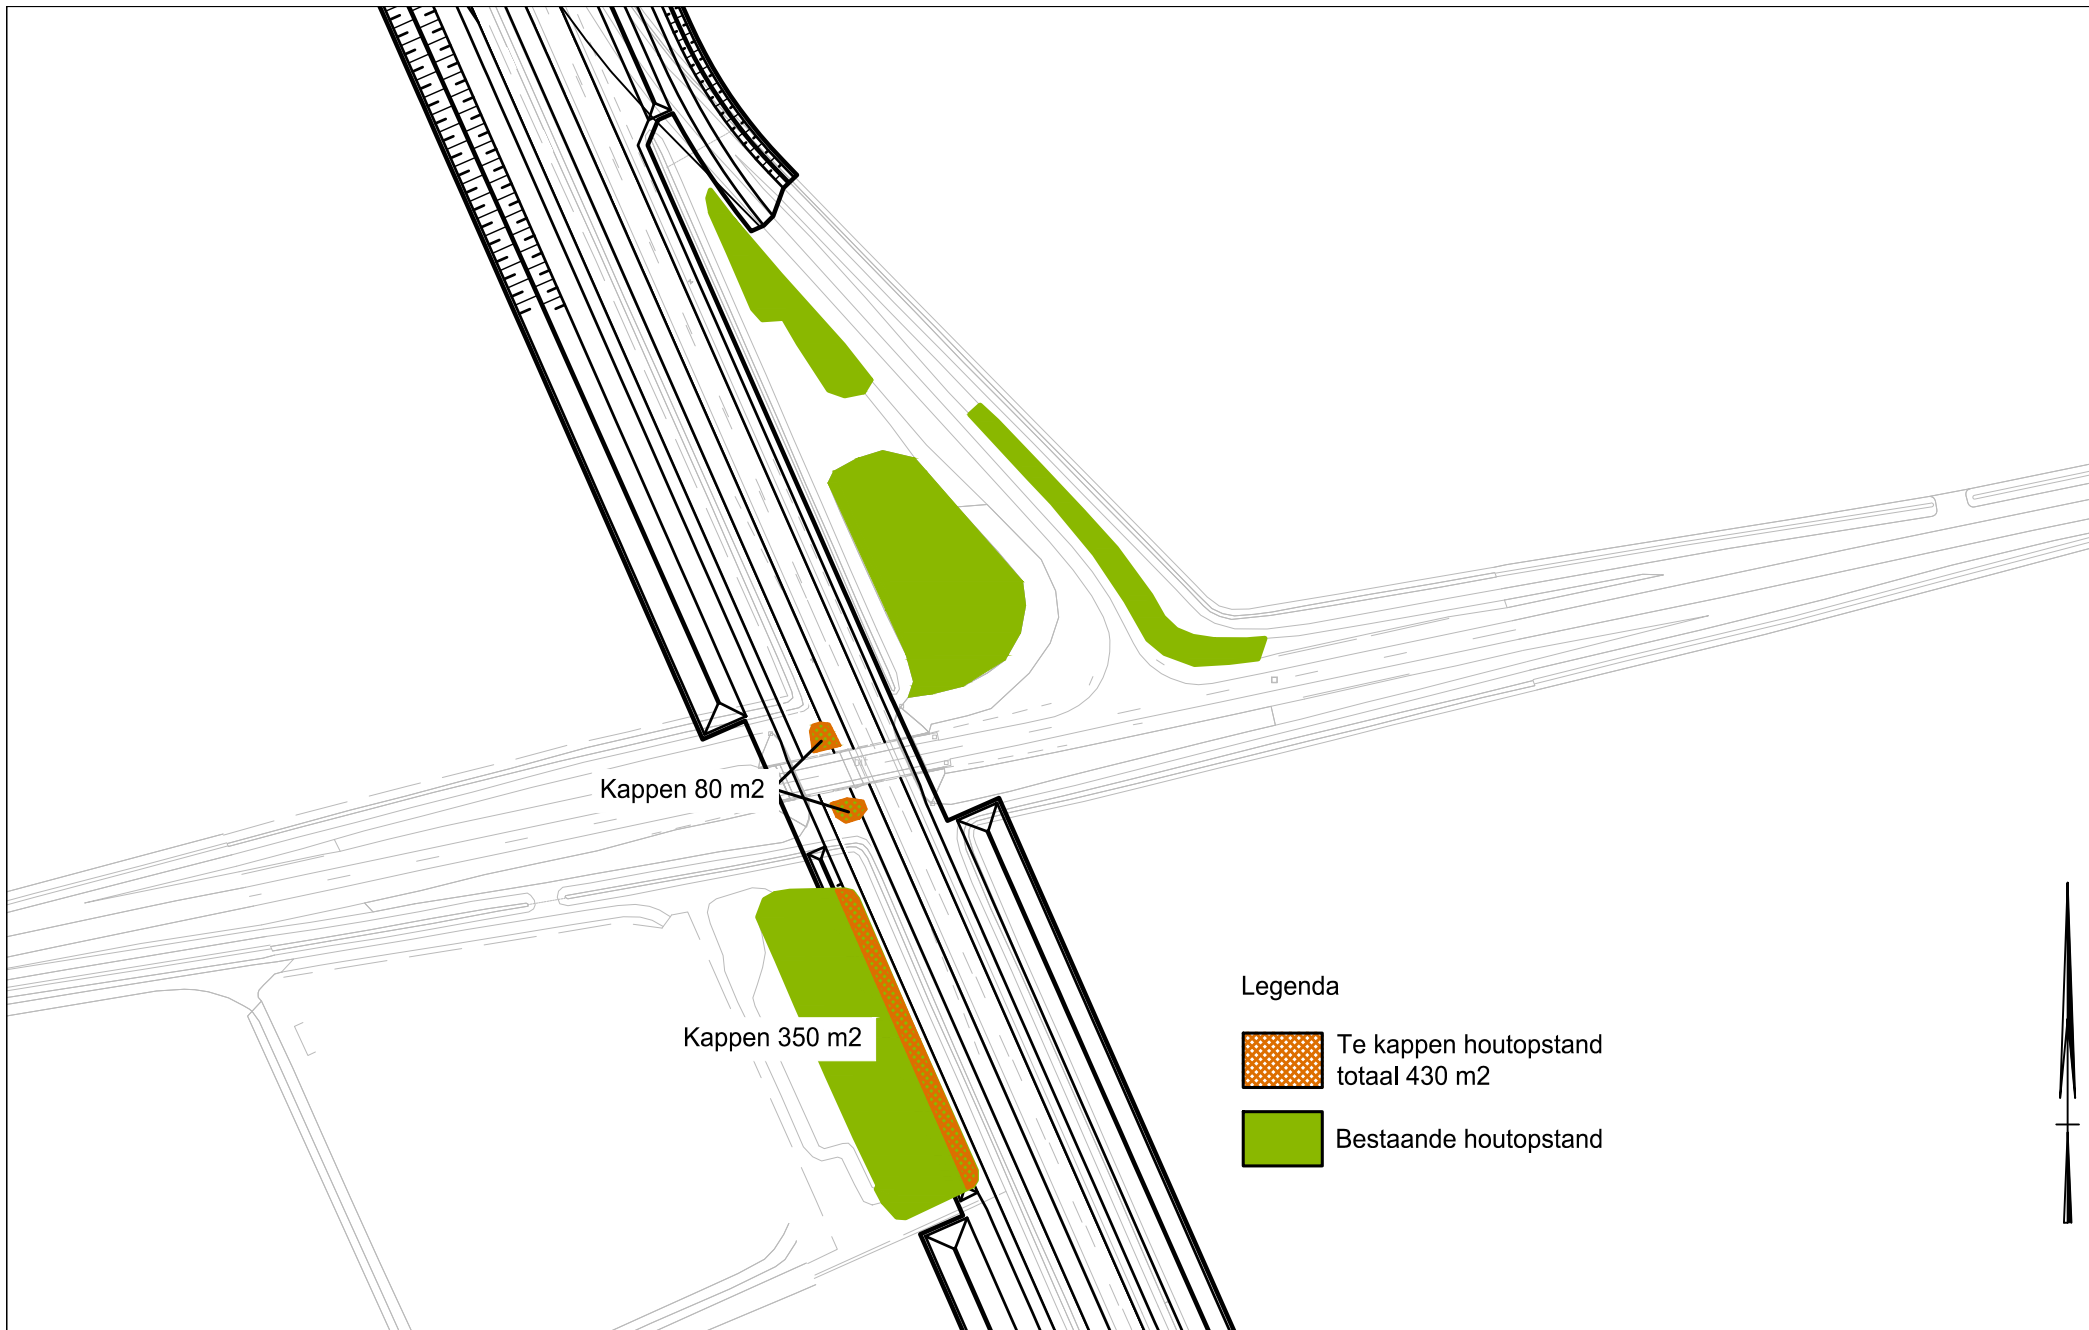 Kappen 80 m2
Kappen 350 m2
Legenda
Te kappen houtopstand
totaal 430 m2
Bestaande houtopstand